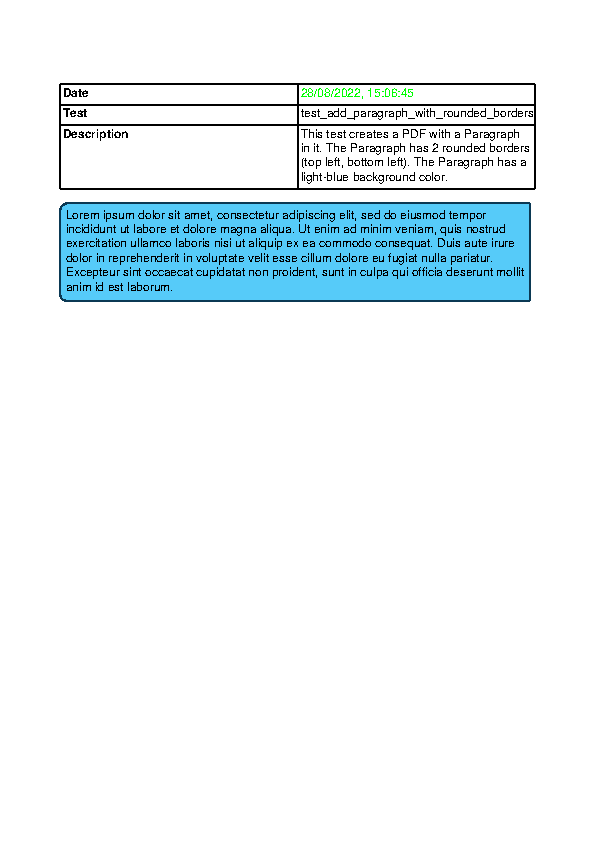 Date 28/08/2022, 15:06:45
Test test_add_paragraph_with_rounded_borders
Description This test creates a PDF with a Paragraph
in it. The Paragraph has 2 rounded borders
(top left, bottom left). The Paragraph has a
light-blue background color.
Lorem ipsum dolor sit amet, consectetur adipiscing elit, sed do eiusmod tempor
incididunt ut labore et dolore magna aliqua. Ut enim ad minim veniam, quis nostrud
exercitation ullamco laboris nisi ut aliquip ex ea commodo consequat. Duis aute irure
dolor in reprehenderit in voluptate velit esse cillum dolore eu fugiat nulla pariatur.
Excepteur sint occaecat cupidatat non proident, sunt in culpa qui officia deserunt mollit
anim id est laborum.